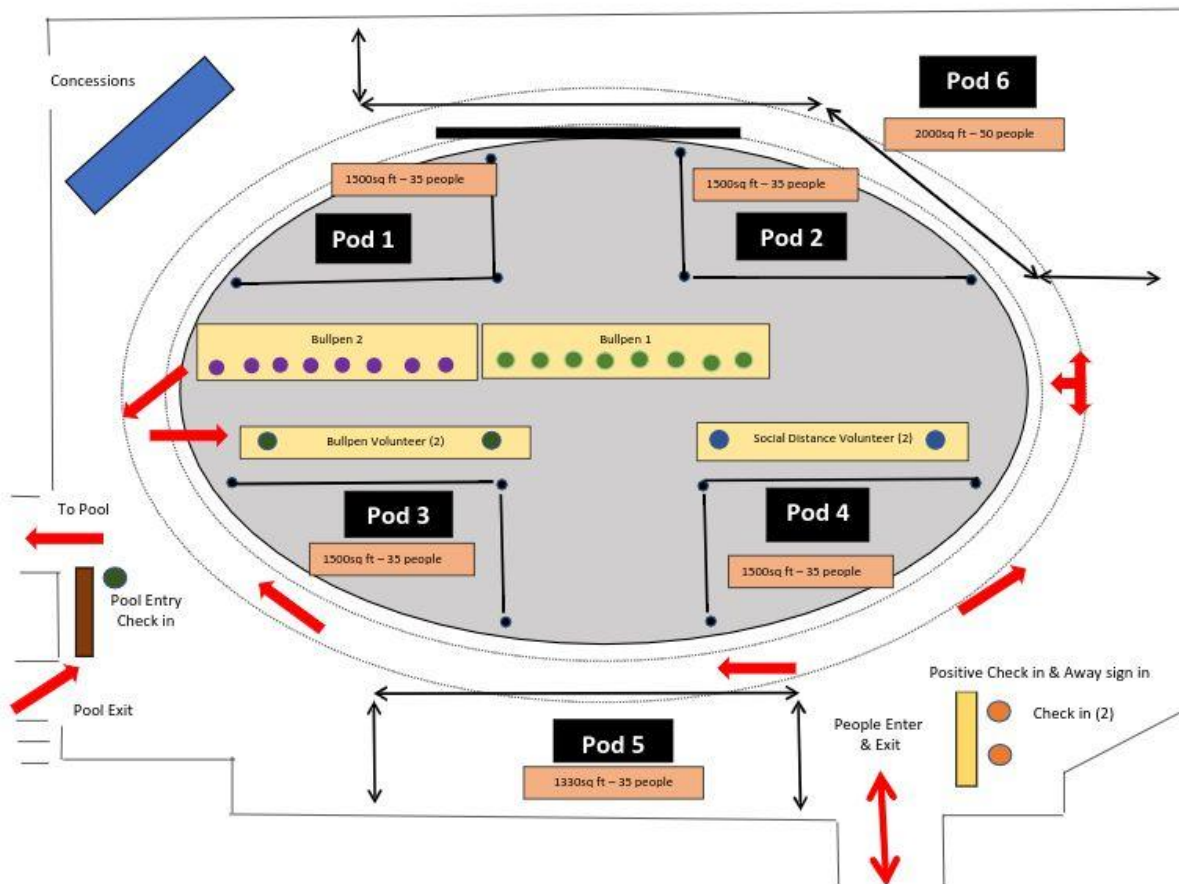 Concessions
Pod 6
2000sq ft – 50 people
1500sq ft – 35 people
1500sq ft – 35 people
Pod 1
Pod 2
Bullpen 2
Bullpen 1
Bullpen Volunteer (2)
Social Distance Volunteer (2)
Pod 3
Pod 4
1500sq ft – 35 people
1500sq ft – 35 people
To Pool
Pool Entry
Check in
Pool Exit
Positive Check in & Away sign in
Check in (2)
People Enter
& Exit
Pod 5
1330sq ft – 35 people